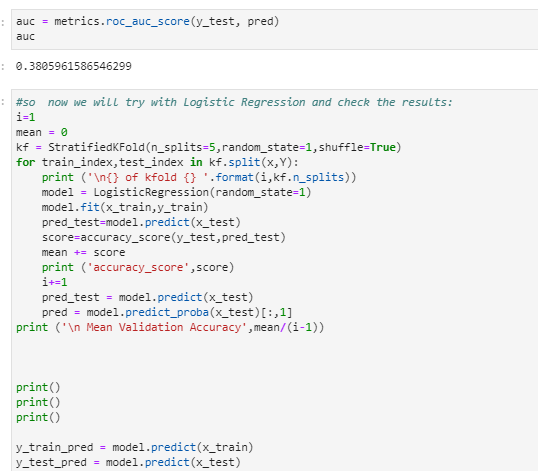 : auc = metrics.roc_auc_score(y_test, pred)
auc
: 0.3805961586546299
: #so  now we will try with Logistic Regression and check the results:
i=1
mean = 0
kf = StratifiedKFold(n_splits=5,random_state=1,shuffle=True)
for train_index,test_index in kf.split(x,Y):
    print ('\n{} of kfold {} '.format(i,kf.n_splits))
    model = LogisticRegression(random_state=1)
    model.fit(x_train,y_train)
    pred_test=model.predict(x_test)
    score=accuracy_score(y_test,pred_test)
    mean += score
    print ('accuracy_score',score)
    i+=1
    pred_test = model.predict(x_test)
    pred = model.predict_proba(x_test)[:,1]
print ('\n Mean Validation Accuracy',mean/(i-1))
print()
print()
print()
y_train_pred = model.predict(x_train)
y_test_pred = model.predict(x_test)